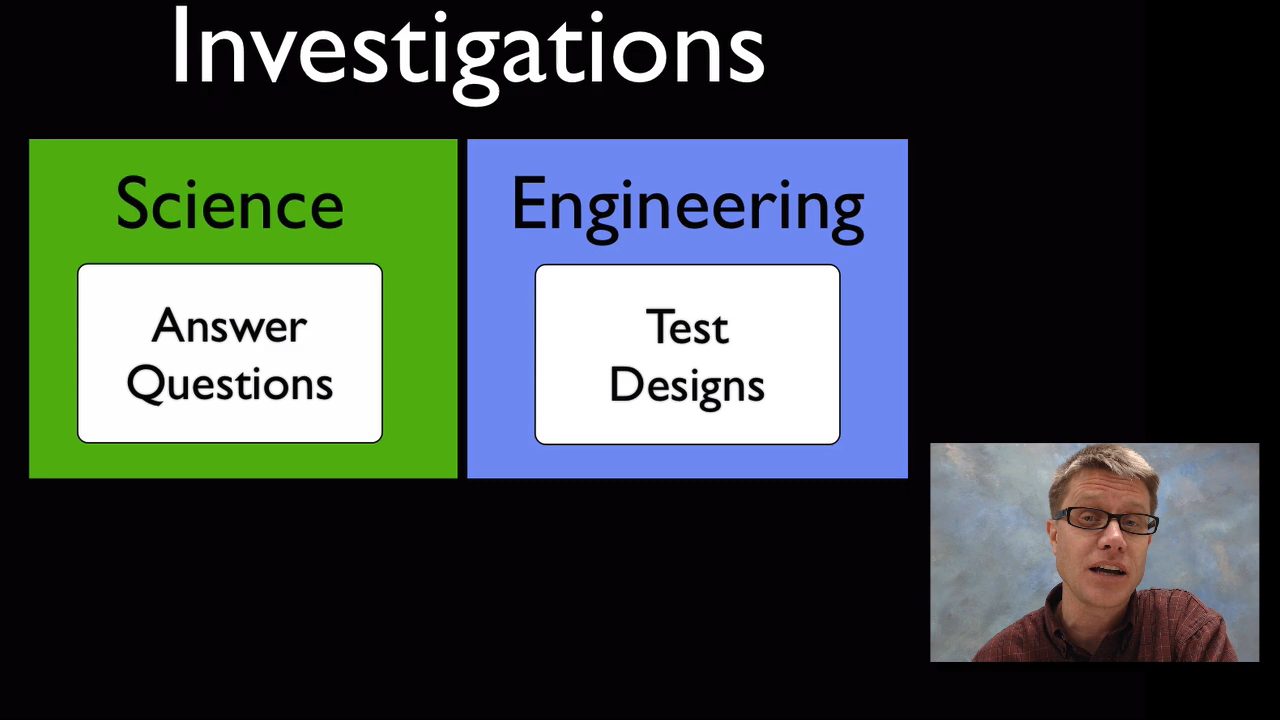 Investigations
Science
Answer
Questions
Engineering
Test
Designs